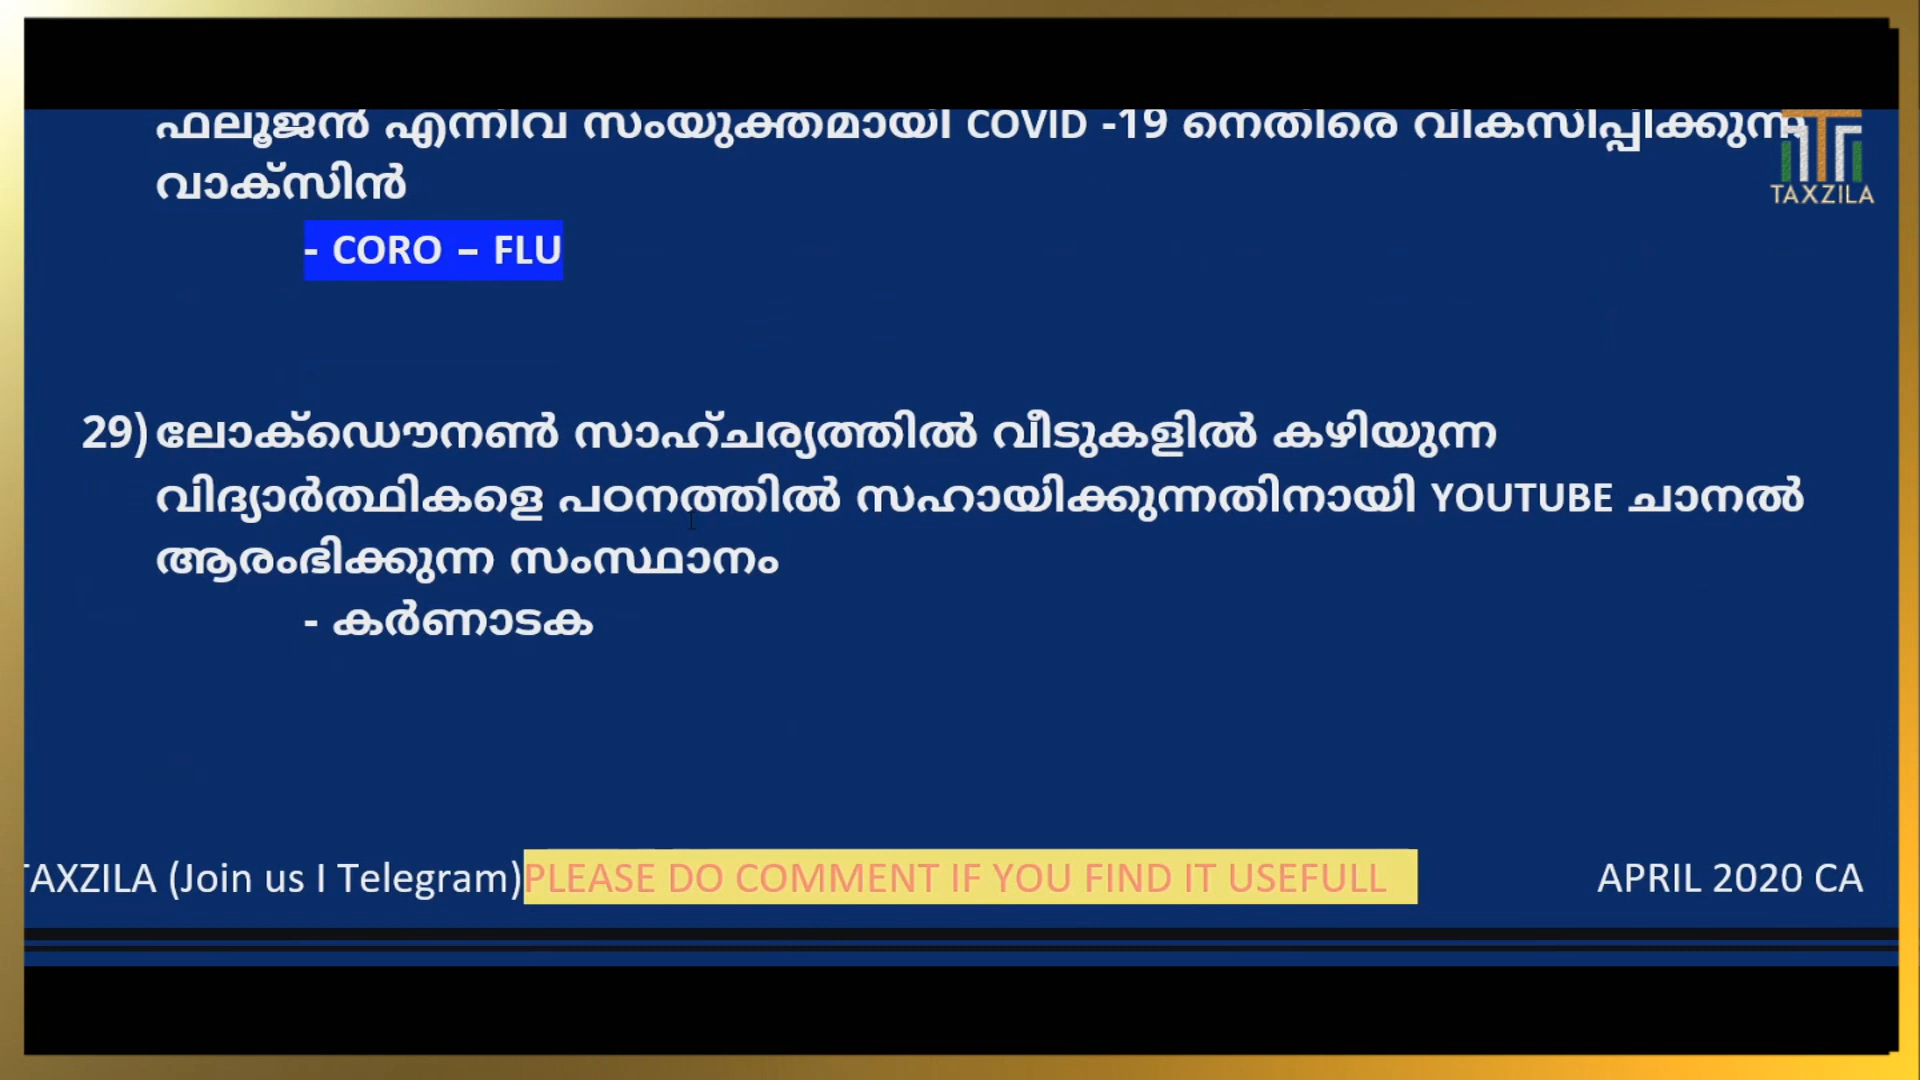 ഫ്ലൂജൻ എന്നിവ സംയുക്തമായി COVID -19 നെതിരെ വികസിപ്പിക്കുന്ന
വാക്സിൻ
TAXZILA
- CORO – FLU
29) ലോക്ഡൌനൺ സാഹ്ചര്യത്തിൽ വീടുകളിൽ കഴിയുന്ന
വിദ്യാർത്ഥികളെ പഠനത്തിൽ സഹായിക്കുന്നതിനായി YOUTUBE ചാനൽ
ആരംഭിക്കുന്ന സംസ്ഥാനം
- കർണാടക
TAXZILA (Join us I Telegram) PLEASE DO COMMENT IF YOU FIND IT USEFULL APRIL 2020 CA